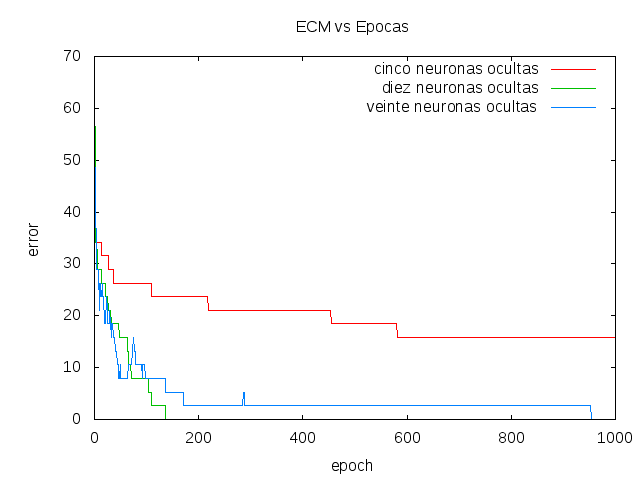 ECM vs Epocas
cinco neuronas ocultas
diez neuronas ocultas
veinte neuronas ocultas
70
60
50
40
30
20
10
0
error
0 200 400 600 800 1000
epoch